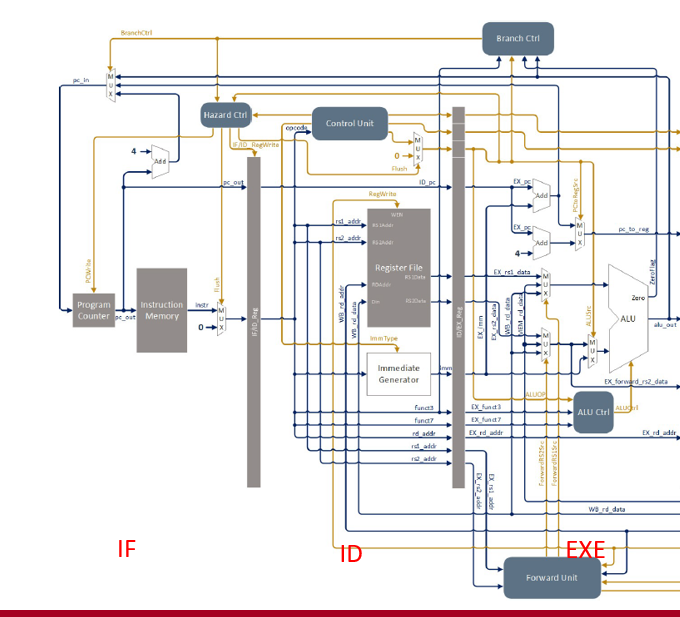 Branch Ctrl
BranchCtrl
pc_in
M
U
X
Hazard Ctrl
opcode
Control Unit
M
U
X
0
Flush
IF/ID_RegWrite
4
Add
pc_out
ID_pc
EX_pc
Add
EX_pc
Add
4
PCtoRegSrc
M
U
X
pc_to_reg
RegWrite
WEN
rs1_addr
RS1Addr
rs2_addr
RS2Addr
Register File
RS1Data
RDAddr
Din
RS2Data
WB_rd_addr
WB_rd_data
EX_rs1_data
M
U
X
EX_imm
EX_rs2_data
WB_rd_data
MEM_rd_data
ZeroFlag
Zero
ALU
alu_out
ALUSrc
M
U
X
M
U
X
PCWrite
Program
Counter
pc_out
Instruction
Memory
instr
Flush
M
U
X
0
IF/ID_Reg
ID/EX_Reg
ImmType
Immediate
Generator
imm
EX_forward_rs2_data
ALUOP
ALU Ctrl
ALUCtrl
funct3
EX_funct3
funct7
EX_funct7
rd_addr
EX_rd_addr
EX_rd_addr
rs1_addr
rs2_addr
EX_rs2_addr
EX_rs1_addr
ForwardRS2Src
ForwardRS1Src
WB_rd_data
IF
ID
EXE
Forward Unit